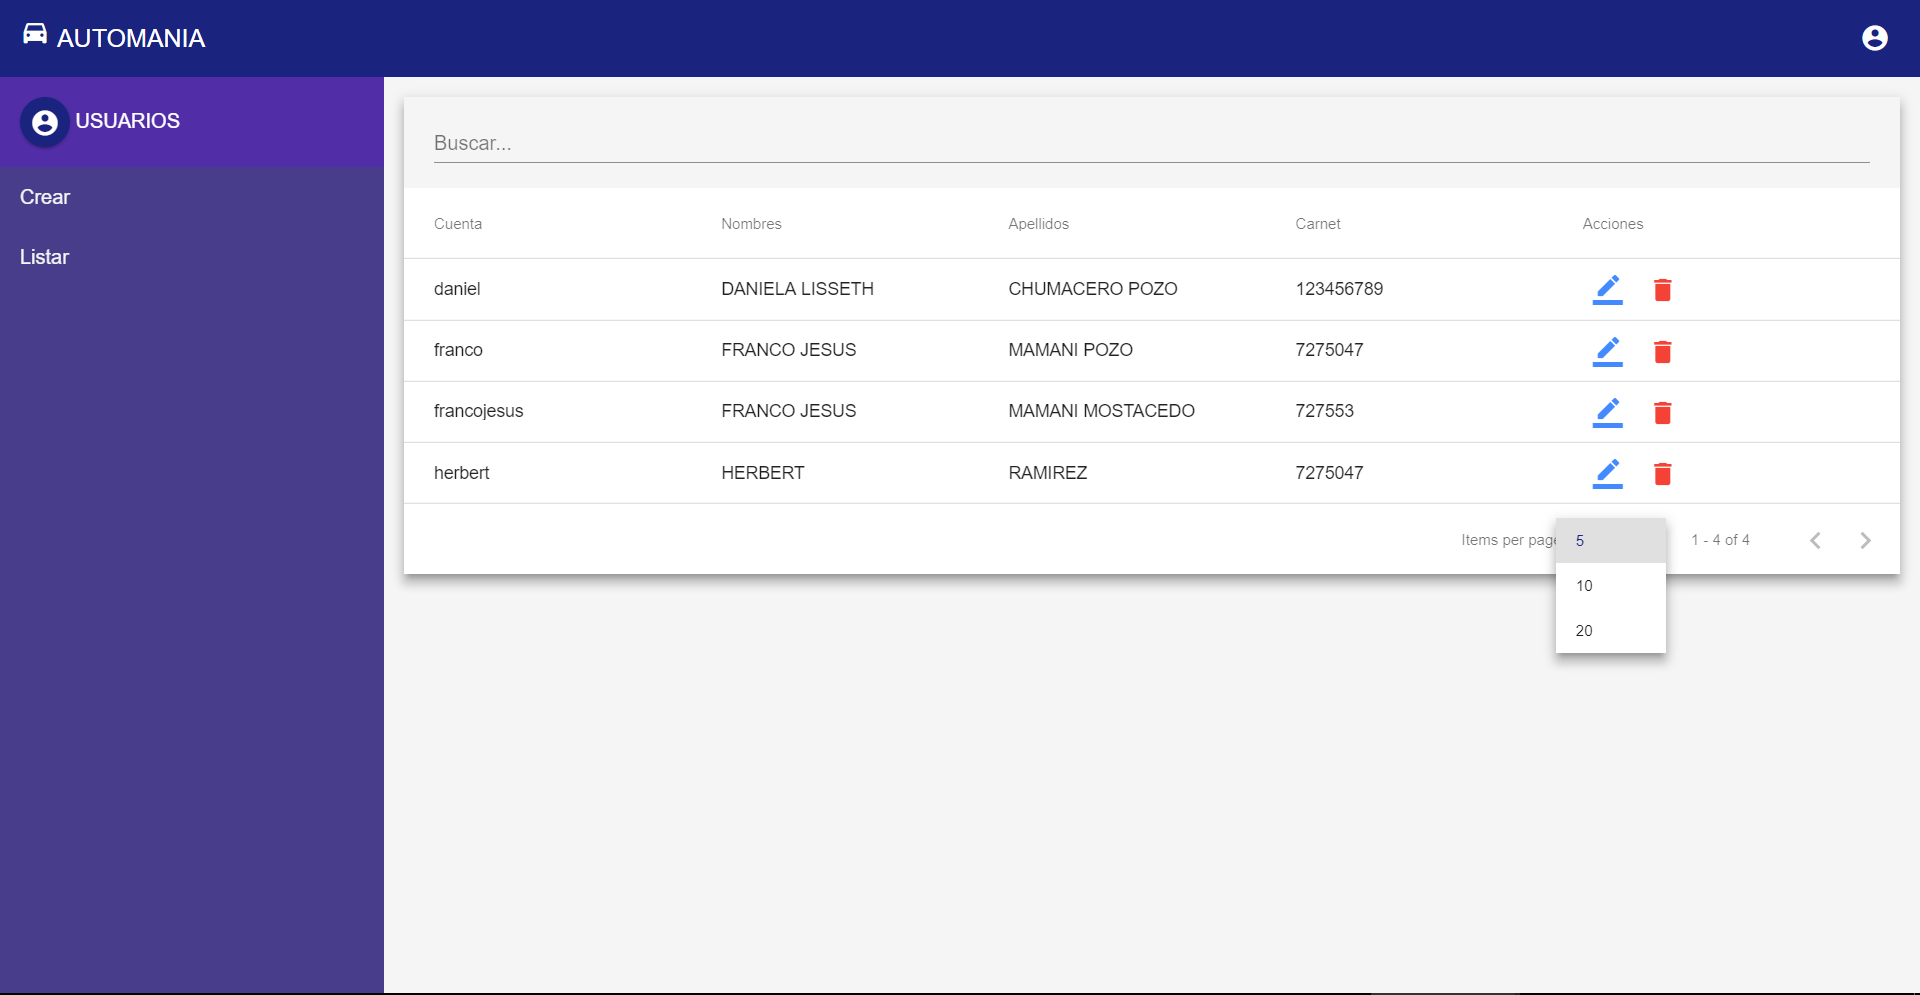 AUTOMANIA
USUARIOS
Crear
Listar
Buscar...
Cuenta Nombres Apellidos Carnet Acciones
daniel DANIELA LISSETH CHUMACERO POZO 123456789
franco FRANCO JESUS MAMANI POZO 7275047
francojesus FRANCO JESUS MAMANI MOSTACEDO 727553
herbert HERBERT RAMIREZ 7275047
Items per page 5 1 - 4 of 4
10
20